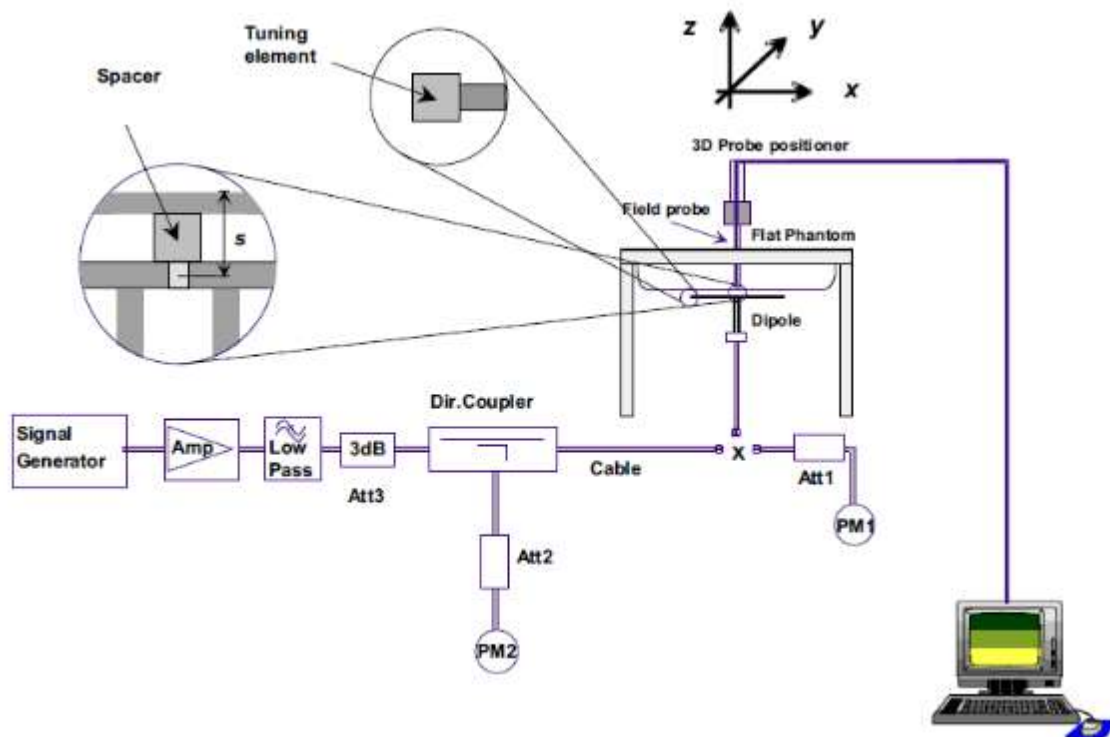 Tuning
element
Spacer
s
z
y
x
3D Probe positioner
Field probe
Flat Phantom
Dipole
Dir.Coupler
Signal
Generator
Amp
Low
Pass
3dB
Att3
Cable
X
Att1
PM1
Att2
PM2